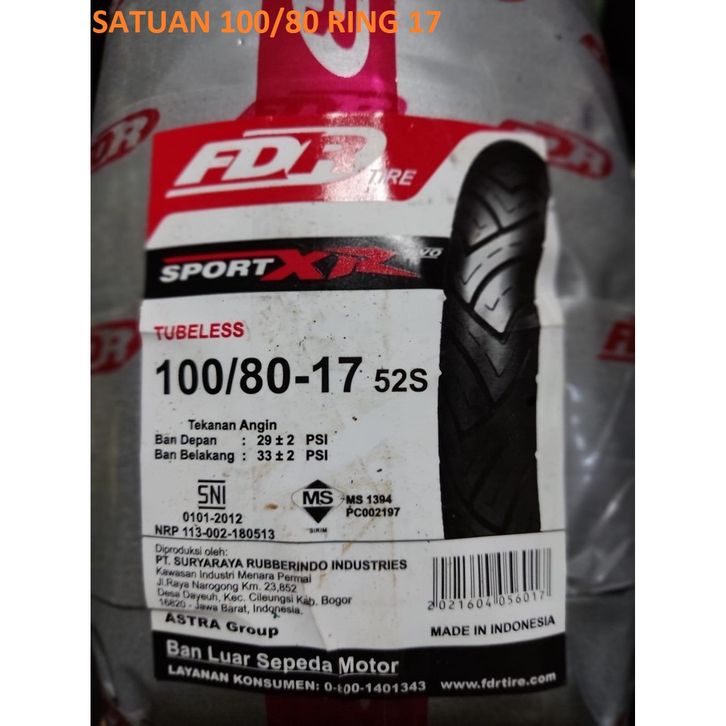 SATUAN 100/80 RING 17
FDR
FDR TIRE
SPORT XR EVO
TUBELESS
100/80-17 52S
Tekanan Angin
Ban Depan : 29 ± 2 PSI
Ban Belakang : 33 ± 2 PSI
SNI
0101-2012
NRP 113-002-180513
MS
SIRIM
MS 1394
PC002197
Diproduksi oleh:
PT. SURYARAYA RUBBERINDO INDUSTRIES
Kawasan Industri Menara Permai
Jl.Raya Narogong Km. 23,852
Desa Dayeuh, Kec. Cileungsi Kab. Bogor
16820 - Jawa Barat, Indonesia.
ASTRA Group
2021604056017
MADE IN INDONESIA
Ban Luar Sepeda Motor
LAYANAN KONSUMEN: 0-800-1401343
www.fdrtire.com